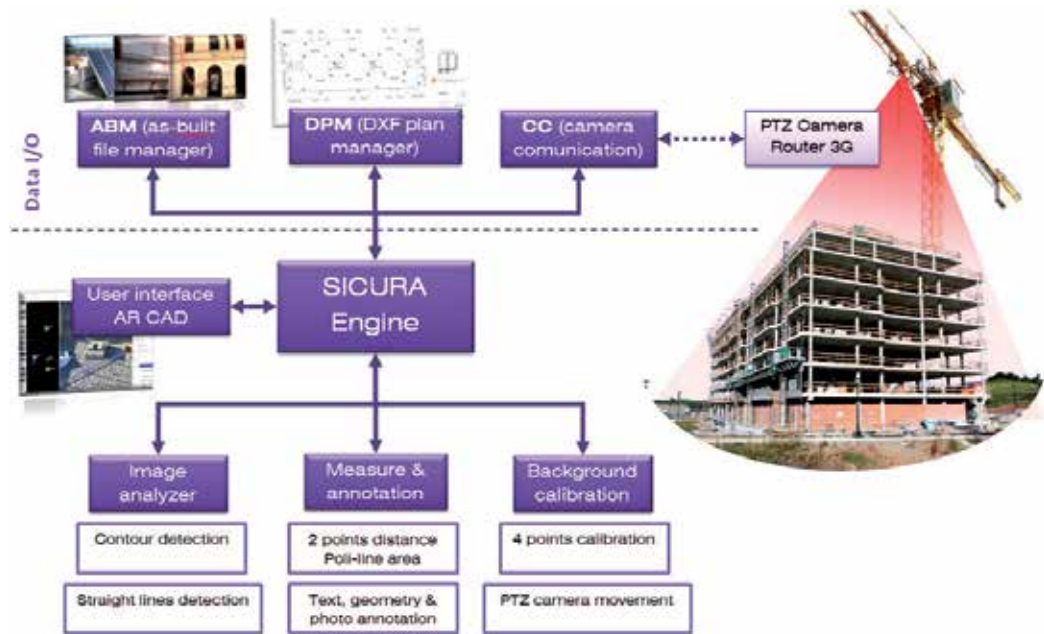 Data I/O
ABM (as-built
file manager)
DPM (DXF plan
manager)
CC (camera
comunication)
PTZ Camera
Router 3G
User interface
AR CAD
SICURA
Engine
Image
analyzer
Measure &
annotation
Background
calibration
Contour detection
2 points distance
Poli-line area
4 points calibration
Straight lines detection
Text, geometry &
photo annotation
PTZ camera movement